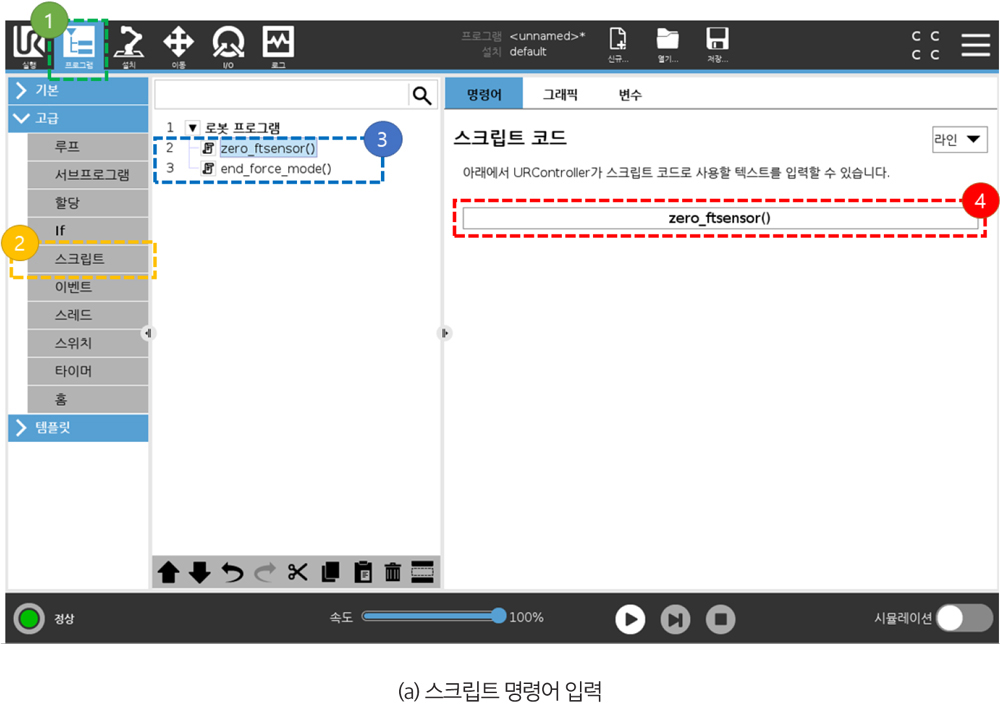 1
UR
실행
프로그램
설치
이동
I/O
로그
프로그램 <unnamed>*
설치 default
신규...
열기...
저장...
C C
C C
기본
고급
루프
서브프로그램
할당
If
2
스크립트
이벤트
스레드
스위치
타이머
홈
템플릿
1 로봇 프로그램
2 zero_ftsensor()
3 end_force_mode()
3
명령어 그래픽 변수
스크립트 코드
라인
아래에서 URController가 스크립트 코드로 사용할 텍스트를 입력할 수 있습니다.
4
zero_ftsensor()
정상
속도 100%
시뮬레이션
(a) 스크립트 명령어 입력